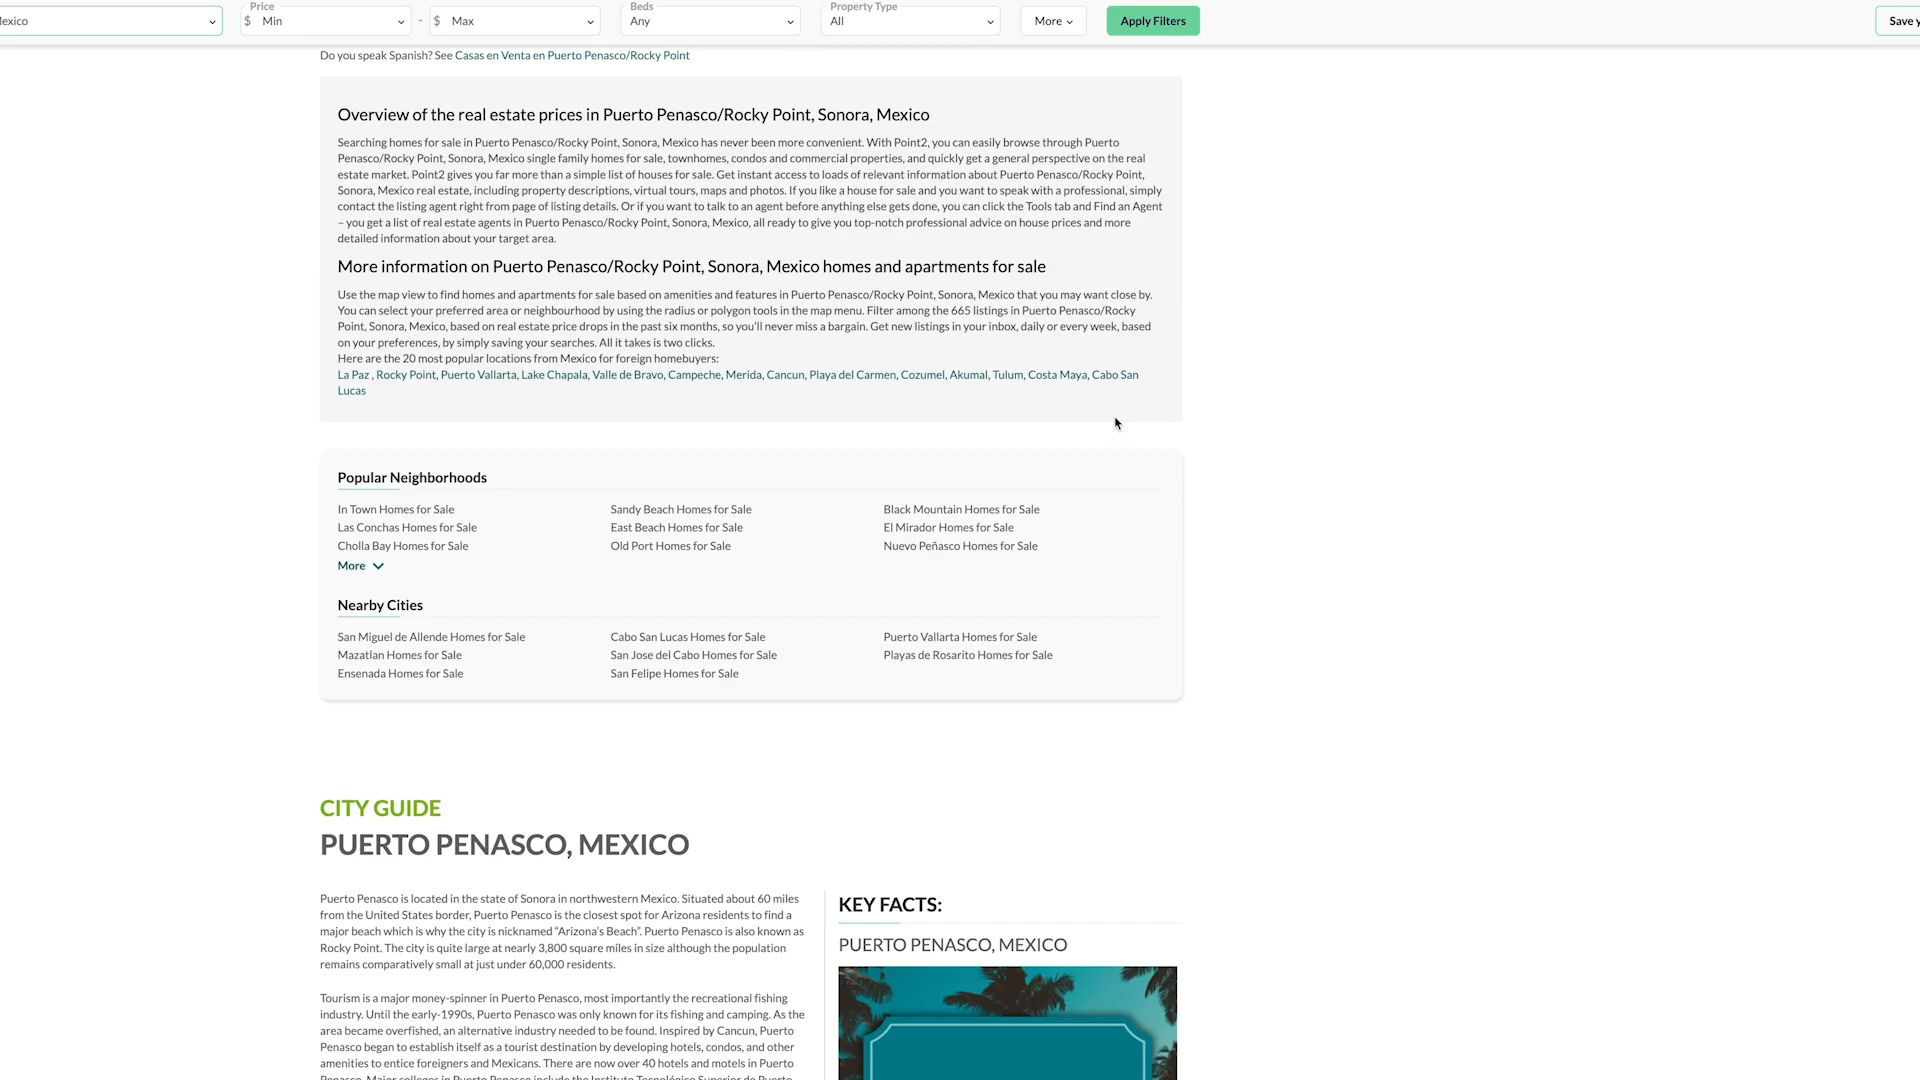 Price
Beds
Property Type
$ Min - $ Max
Any
All
More
Apply Filters
Do you speak Spanish? See Casas en Venta en Puerto Penasco/Rocky Point
Overview of the real estate prices in Puerto Penasco/Rocky Point, Sonora, Mexico
Searching homes for sale in Puerto Penasco/Rocky Point, Sonora, Mexico has never been more convenient. With Point2, you can easily browse through Puerto
Penasco/Rocky Point, Sonora, Mexico single family homes for sale, townhomes, condos and commercial properties, and quickly get a general perspective on the real
estate market. Point2 gives you far more than a simple list of houses for sale. Get instant access to loads of relevant information about Puerto Penasco/Rocky Point,
Sonora, Mexico real estate, including property descriptions, virtual tours, maps and photos. If you like a house for sale and you want to speak with a professional, simply
contact the listing agent right from page of listing details. Or if you want to talk to an agent before anything else gets done, you can click the Tools tab and Find an Agent
– you get a list of real estate agents in Puerto Penasco/Rocky Point, Sonora, Mexico, all ready to give you top-notch professional advice on house prices and more
detailed information about your target area.
More information on Puerto Penasco/Rocky Point, Sonora, Mexico homes and apartments for sale
Use the map view to find homes and apartments for sale based on amenities and features in Puerto Penasco/Rocky Point, Sonora, Mexico that you may want close by.
You can select your preferred area or neighbourhood by using the radius or polygon tools in the map menu. Filter among the 665 listings in Puerto Penasco/Rocky
Point, Sonora, Mexico, based on real estate price drops in the past six months, so you'll never miss a bargain. Get new listings in your inbox, daily or every week, based
on your preferences, by simply saving your searches. All it takes is two clicks.
Here are the 20 most popular locations from Mexico for foreign homebuyers:
La Paz , Rocky Point, Puerto Vallarta, Lake Chapala, Valle de Bravo, Campeche, Merida, Cancun, Playa del Carmen, Cozumel, Akumal, Tulum, Costa Maya, Cabo San
Lucas
Popular Neighborhoods
In Town Homes for Sale
Sandy Beach Homes for Sale
Black Mountain Homes for Sale
Las Conchas Homes for Sale
East Beach Homes for Sale
El Mirador Homes for Sale
Cholla Bay Homes for Sale
Old Port Homes for Sale
Nuevo Peñasco Homes for Sale
More
Nearby Cities
San Miguel de Allende Homes for Sale
Cabo San Lucas Homes for Sale
Puerto Vallarta Homes for Sale
Mazatlan Homes for Sale
San Jose del Cabo Homes for Sale
Playas de Rosarito Homes for Sale
Ensenada Homes for Sale
San Felipe Homes for Sale
CITY GUIDE
PUERTO PENASCO, MEXICO
Puerto Penasco is located in the state of Sonora in northwestern Mexico. Situated about 60 miles
from the United States border, Puerto Penasco is the closest spot for Arizona residents to find a
major beach which is why the city is nicknamed “Arizona’s Beach”. Puerto Penasco is also known as
Rocky Point. The city is quite large at nearly 3,800 square miles in size although the population
remains comparatively small at just under 60,000 residents.
Tourism is a major money-spinner in Puerto Penasco, most importantly the recreational fishing
industry. Until the early-1990s, Puerto Penasco was only known for its fishing and camping. As the
area became overfished, an alternative industry needed to be found. Inspired by Cancun, Puerto
Penasco began to establish itself as a tourist destination by developing hotels, condos, and other
amenities to entice foreigners and Mexicans. There are now over 40 hotels and motels in Puerto
Penasco. Major colleges in Puerto Penasco include the Instituto Tecnológico Superior de Puerto
KEY FACTS:
PUERTO PENASCO, MEXICO
Save